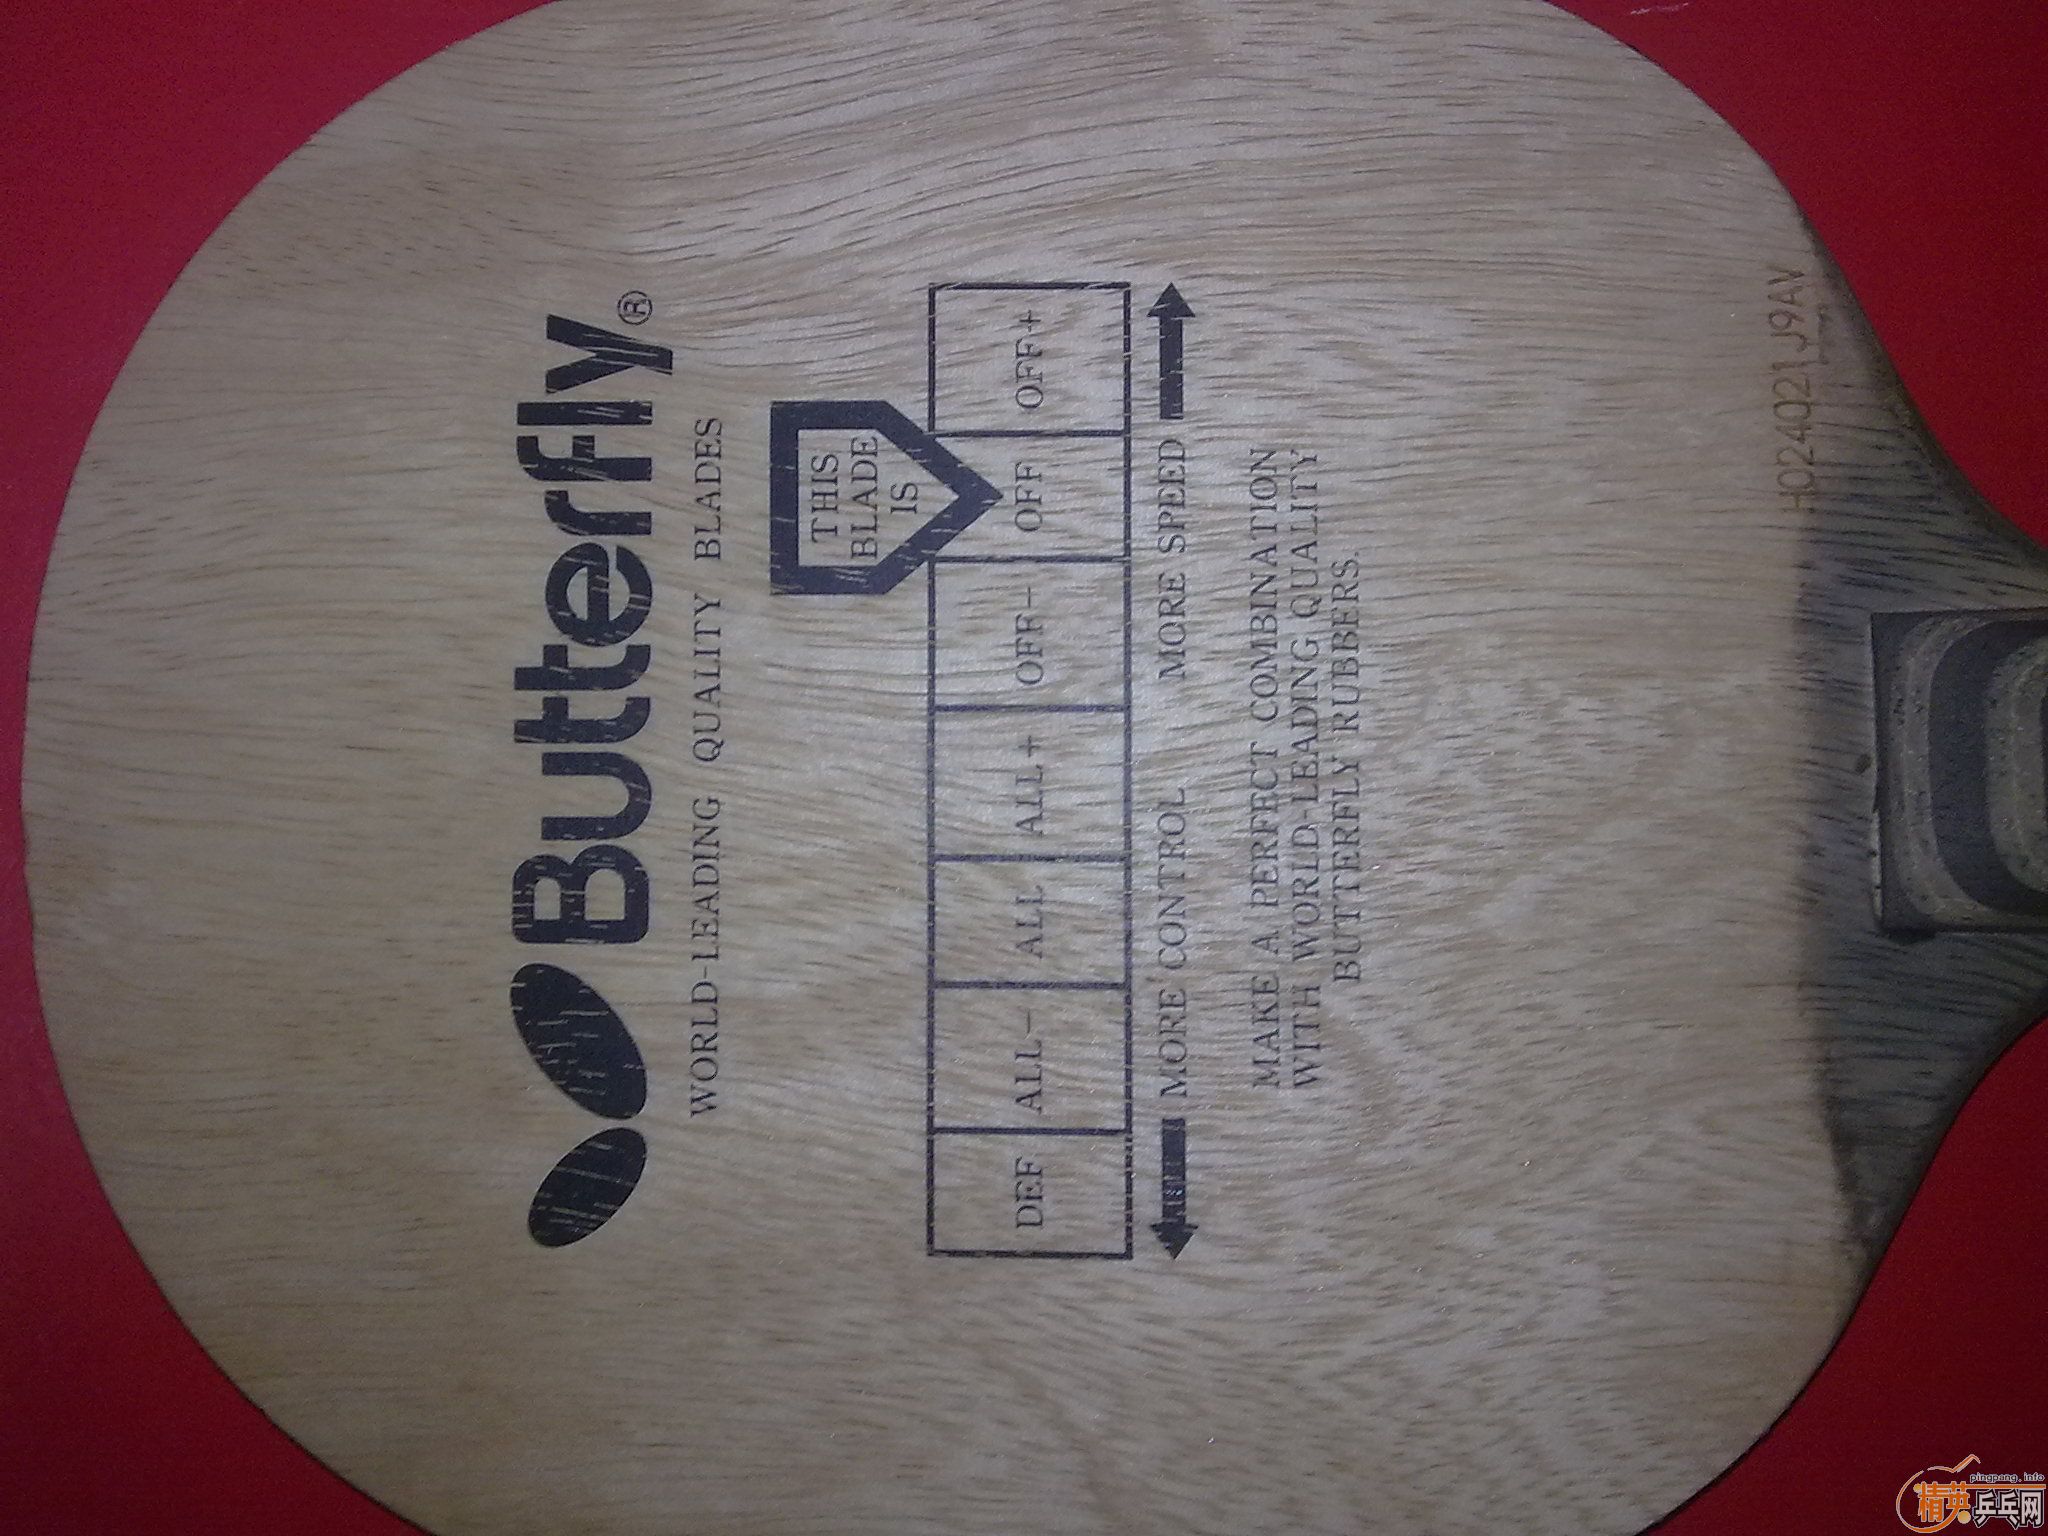 Butterfly®
WORLD-LEADING QUALITY BLADES
THIS
BLADE
IS
DEF ALL- ALL ALL+ OFF- OFF OFF+
MORE CONTROL MORE SPEED
MAKE A PERFECT COMBINATION
WITH WORLD-LEADING QUALITY
BUTTERFLY RUBBERS.
H024Q21J9AV
pingpang.info
精英乒乓网